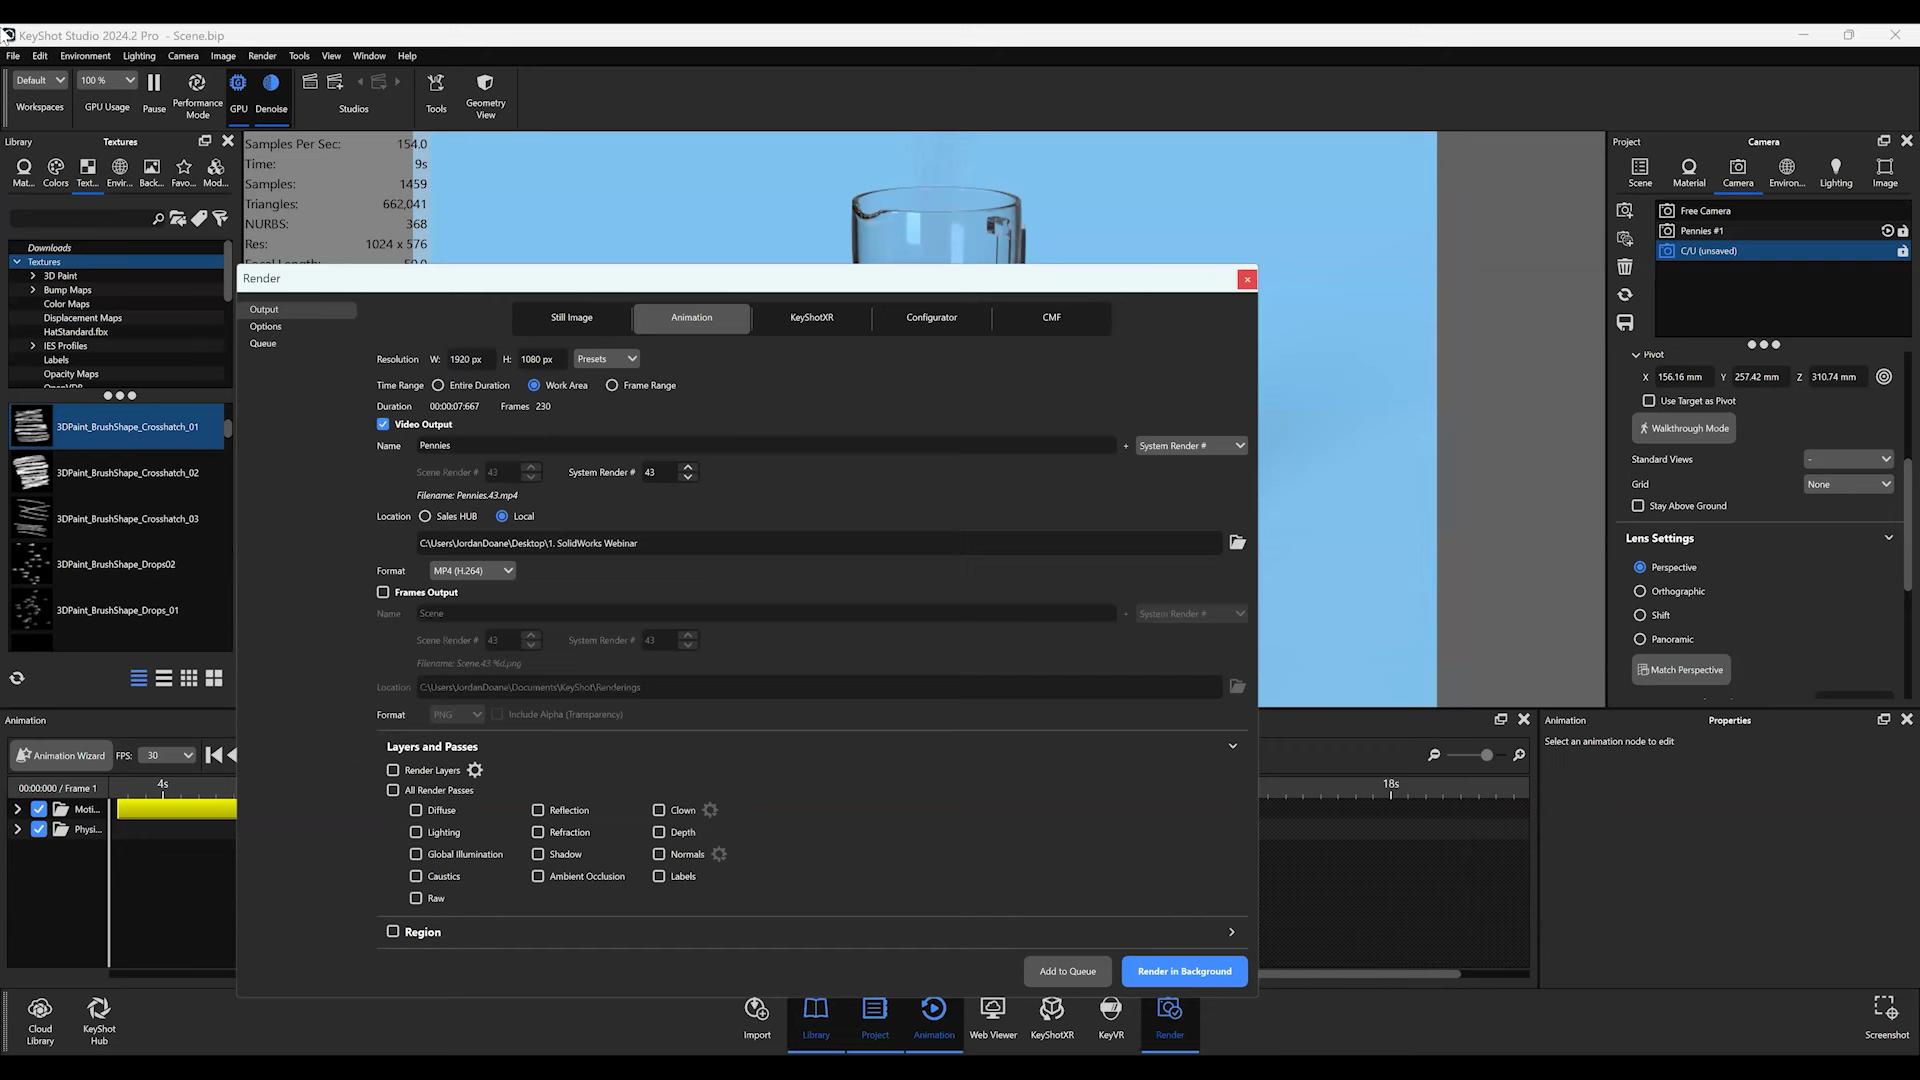 KeyShot Studio 2024.2 Pro - Scene.bip
File Edit Environment Lighting Camera Image Render Tools View Window Help
Default 100 %
Workspaces GPU Usage Pause Performance Mode GPU Denoise Studios Tools Geometry View
Library Textures
Mat... Colors Text... Envir... Back... Favo... Mod...
Downloads
Textures
3D Paint
Bump Maps
Color Maps
Displacement Maps
HatStandard.fbx
IES Profiles
Labels
Opacity Maps
OpenVDB
3DPaint_BrushShape_Crosshatch_01
3DPaint_BrushShape_Crosshatch_02
3DPaint_BrushShape_Crosshatch_03
3DPaint_BrushShape_Drops02
3DPaint_BrushShape_Drops_01
Samples Per Sec: 154.0
Time: 9s
Samples: 1459
Triangles: 662,041
NURBS: 368
Res: 1024 x 576
Focal Length: 50.0
Render
Output
Options
Queue
Still Image Animation KeyShotXR Configurator CMF
Resolution W: 1920 px H: 1080 px Presets
Time Range Entire Duration Work Area Frame Range
Duration 00:00:07:667 Frames 230
Video Output
Name Pennies + System Render #
Scene Render # 43 System Render # 43
Filename: Pennies.43.mp4
Location Sales HUB Local
C:\Users\JordanDoane\Desktop\1. SolidWorks Webinar
Format MP4 (H.264)
Frames Output
Name Scene + System Render #
Scene Render # 43 System Render # 43
Filename: Scene.43.%d.png
Location C:\Users\JordanDoane\Documents\KeyShot\Renderings
Format PNG Include Alpha (Transparency)
Layers and Passes
Render Layers
All Render Passes
Diffuse Reflection Clown
Lighting Refraction Depth
Global Illumination Shadow Normals
Caustics Ambient Occlusion Labels
Raw
Region
Add to Queue Render in Background
Project Camera
Scene Material Camera Environ... Lighting Image
Free Camera
Pennies #1
C/U (unsaved)
Pivot
X 156.16 mm Y 257.42 mm Z 310.74 mm
Use Target as Pivot
Walkthrough Mode
Standard Views -
Grid None
Stay Above Ground
Lens Settings
Perspective
Orthographic
Shift
Panoramic
Match Perspective
Animation
Animation Wizard FPS: 30
00:00:000 / Frame 1 4s 18s
Moti...
Physi...
Animation Properties
Select an animation node to edit
Cloud Library KeyShot Hub Import Library Project Animation Web Viewer KeyShotXR KeyVR Render Screenshot